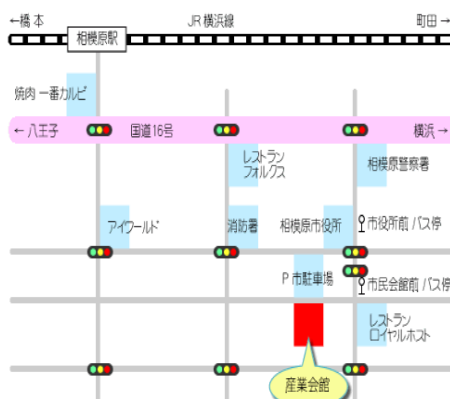 ←橋本
JR横浜線
町田→
相模原駅
焼肉 一番カルビ
← 八王子
国道16号
横浜 →
レストラン
フォルクス
相模原警察署
アイワールド
消防署
相模原市役所
市役所前 バス停
P 市駐車場
市民会館前 バス停
レストラン
ロイヤルホスト
産業会館